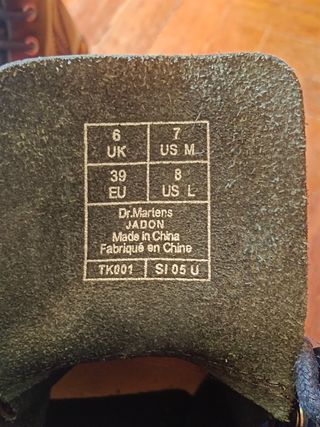 6 7
UK US M
39 8
EU US L
Dr.Martens
JADON
Made in China
Fabriqué en Chine
TK001 SI 05 U